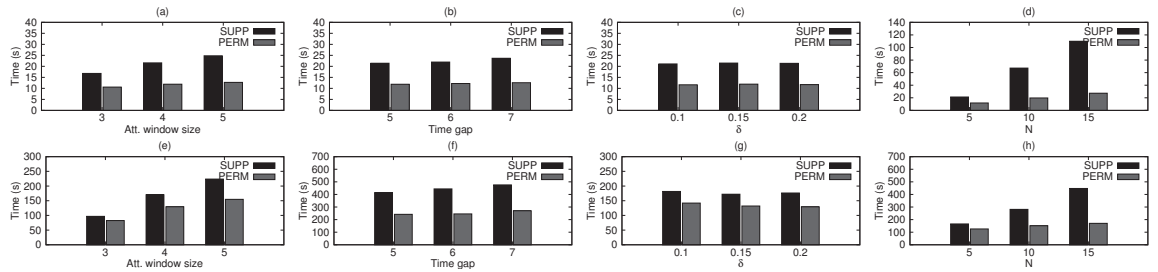 (a)
40
35
30
25
20
15
10
5
0
Time (s)
SUPP
PERM
3 4 5
Att. window size
(b)
40
35
30
25
20
15
10
5
0
Time (s)
SUPP
PERM
5 6 7
Time gap
(c)
40
35
30
25
20
15
10
5
0
Time (s)
SUPP
PERM
0.1 0.15 0.2
δ
(d)
140
120
100
80
60
40
20
0
Time (s)
SUPP
PERM
5 10 15
N
(e)
300
250
200
150
100
50
0
Time (s)
SUPP
PERM
3 4 5
Att. window size
(f)
700
600
500
400
300
200
100
0
Time (s)
SUPP
PERM
5 6 7
Time gap
(g)
300
250
200
150
100
50
0
Time (s)
SUPP
PERM
0.1 0.15 0.2
δ
(h)
700
600
500
400
300
200
100
0
Time (s)
SUPP
PERM
5 10 15
N